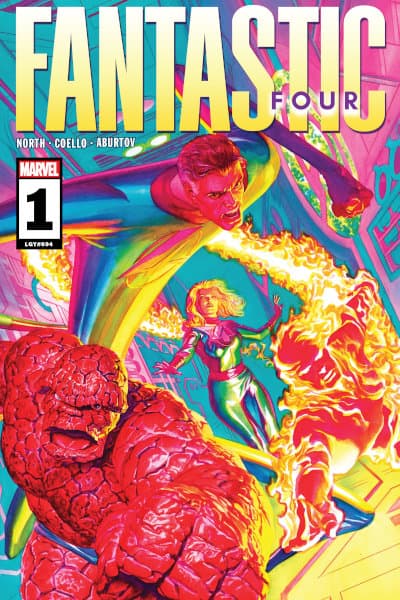 FANTASTIC
FOUR
NORTH • COELLO • ABURTOV
MARVEL
1
LGY#694